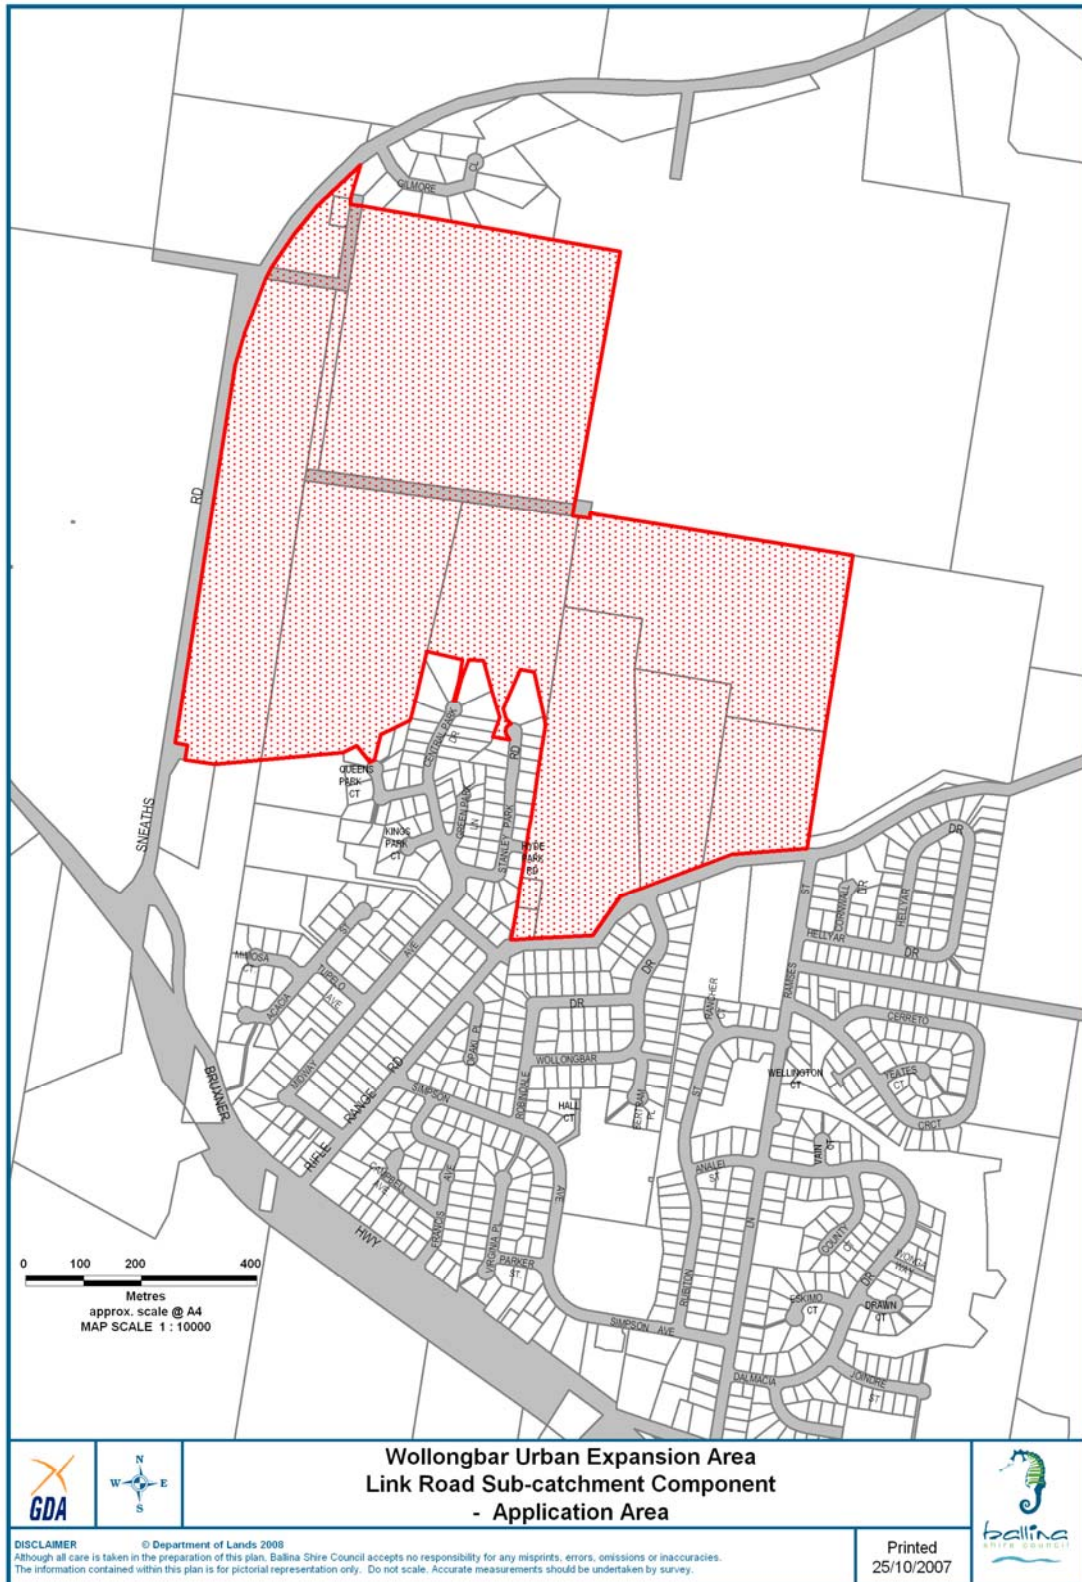 GILMORE
CL
RD
SNEATHS
QUEENS
PARK
CT
CENTRAL PARK
DR
GREEN PARK
LN
STANLEY PARK
RD
HYDE
PARK
RD
KINGS
PARK
CT
MIMOSA
CT
ACACIA
ST
TUPELO
AVE
MIDWAY
AVE
BRUXNER
HWY
RIFLE
RANGE
RD
OPAKI PL
SIMPSON
AVE
CAMPBELL
AVE
FRANCIS
AVE
VIRGINIA PL
PARKER
ST
ROBINDALE
DR
WOLLONGBAR
DR
HALL
CT
BERTRAM
PL
RANCHER
CT
ST
RUBITON
ANALEI
ST
SIMPSON AVE
RAMSES
ST
LN
CORNWALL
DR
HELLYAR
DR
HELLYAR
DR
CERRETO
CRCT
YEATES
CT
WELLINGTON
CT
VAIN
CT
COUNTY
CT
WONGA
WAY
ESKIMO
CT
DRAWN
CT
DR
DALMACIA
JOINDRE
ST
0 100 200 400
Metres
approx. scale @ A4
MAP SCALE 1 : 10000
GDA
N
W E
S
Wollongbar Urban Expansion Area
Link Road Sub-catchment Component
- Application Area
ballina
shire council
DISCLAIMER © Department of Lands 2008
Although all care is taken in the preparation of this plan, Ballina Shire Council accepts no responsibility for any misprints, errors, omissions or inaccuracies.
The information contained within this plan is for pictorial representation only. Do not scale. Accurate measurements should be undertaken by survey.
Printed
25/10/2007